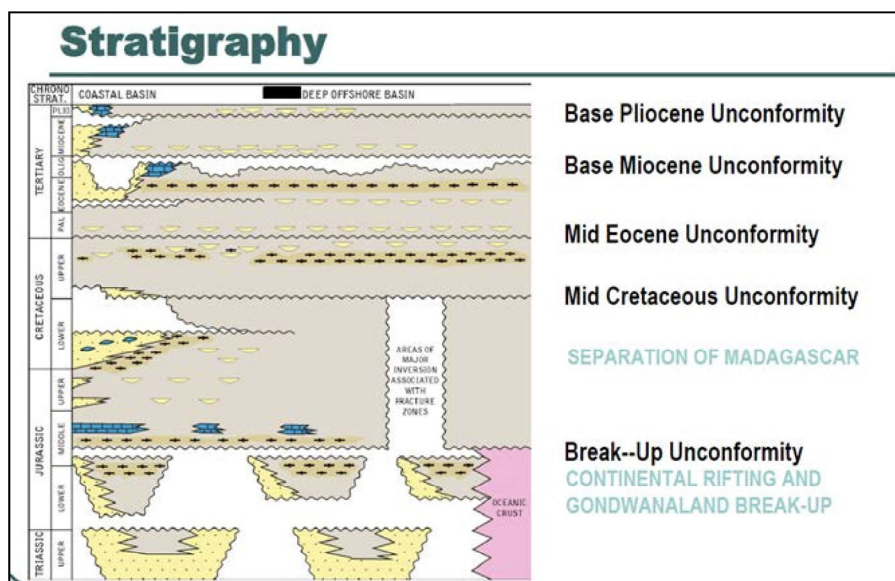 Stratigraphy
CHRONO
STRAT.
COASTAL BASIN
DEEP OFFSHORE BASIN
TERTIARY
PLIO
MIOCENE
OLIG
EOCENE
PAL
CRETACEOUS
UPPER
LOWER
JURASSIC
UPPER
MIDDLE
LOWER
TRIASSIC
UPPER
AREAS OF
MAJOR
INVERSION
ASSOCIATED
WITH
FRACTURE
ZONES
OCEANIC
CRUST
Base Pliocene Unconformity
Base Miocene Unconformity
Mid Eocene Unconformity
Mid Cretaceous Unconformity
SEPARATION OF MADAGASCAR
Break--Up Unconformity
CONTINENTAL RIFTING AND
GONDWANALAND BREAK-UP